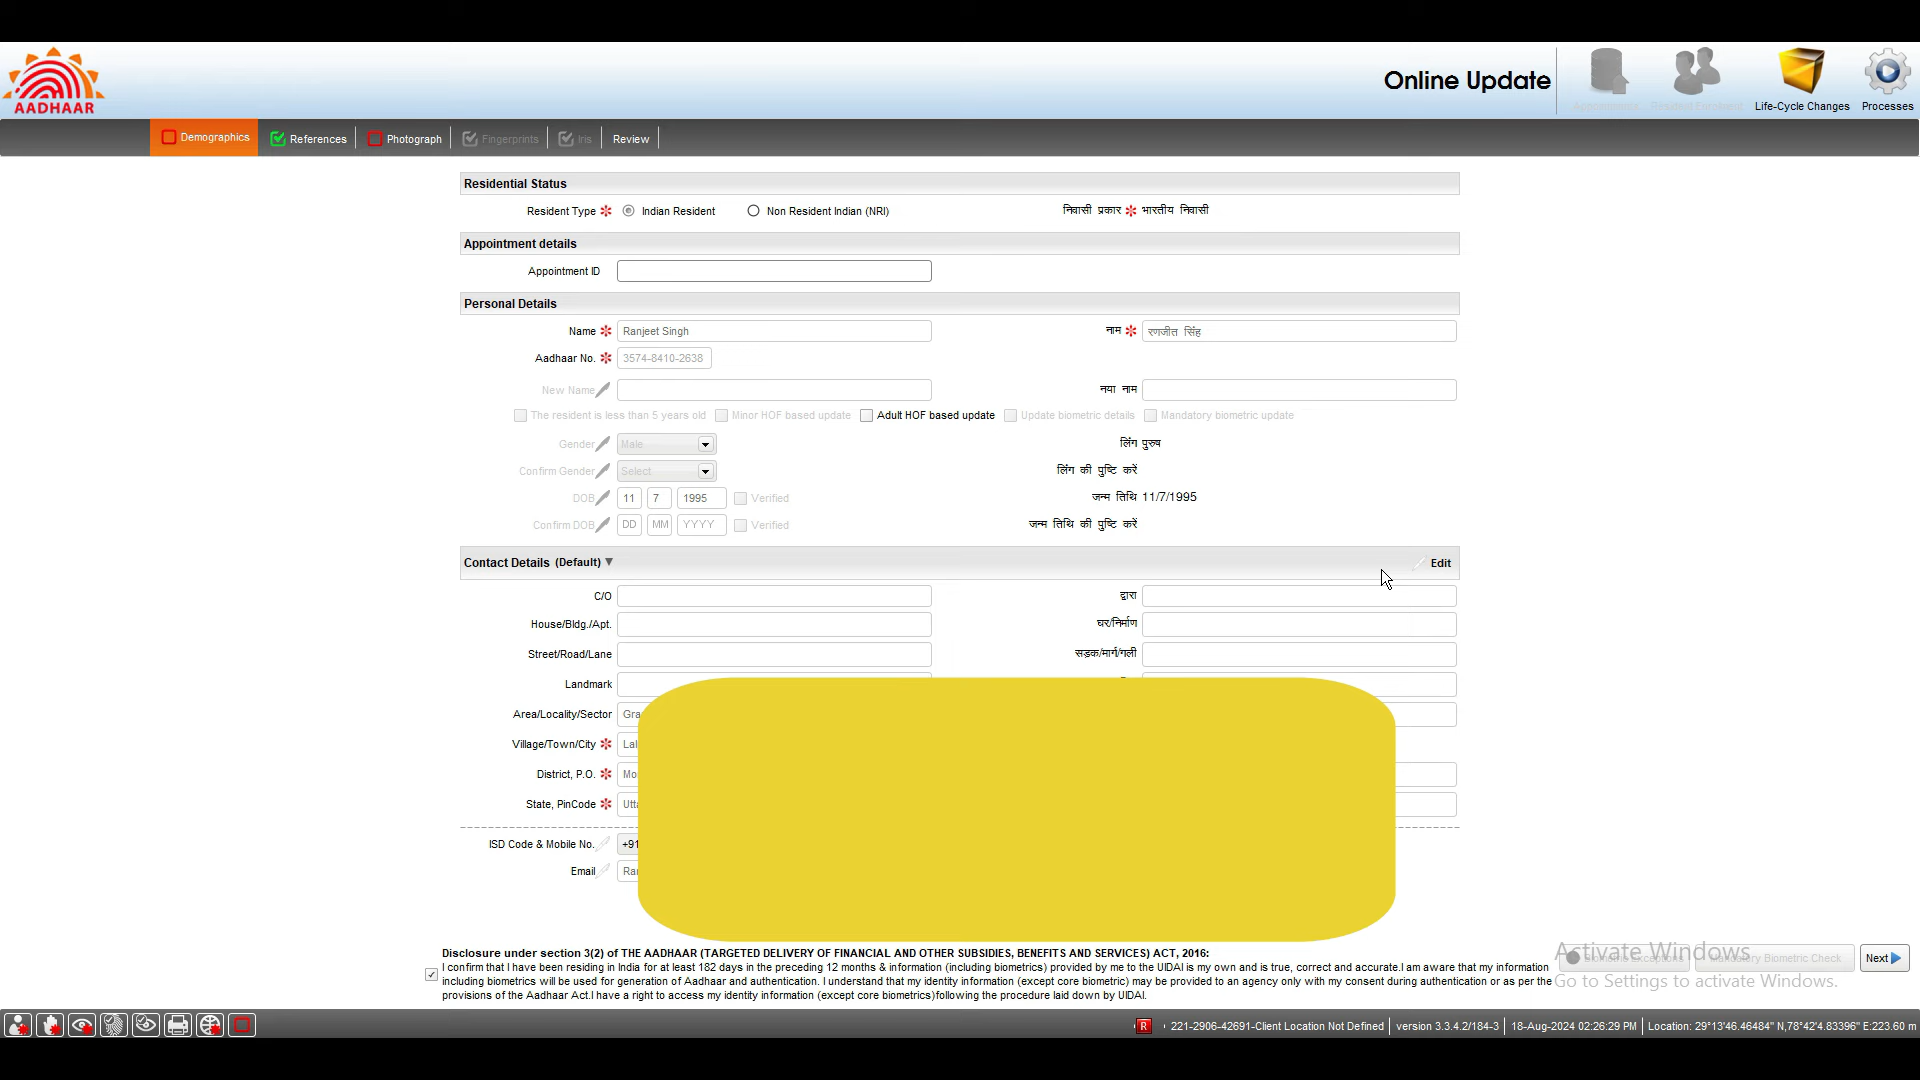 AADHAAR
Online Update
Life-Cycle Changes
Processes
Demographics
References
Photograph
Fingerprints
Iris
Review
Residential Status
Resident Type * Indian Resident Non Resident Indian (NRI) निवासी प्रकार * भारतीय निवासी
Appointment details
Appointment ID
Personal Details
Name * Ranjeet Singh नाम * रणजीत सिंह
Aadhaar No. * 3574-8410-2638
New Name नया नाम
The resident is less than 5 years old Minor HOF based update Adult HOF based update Update biometric details Mandatory biometric update
Gender Male लिंग पुरुष
Confirm Gender Select लिंग की पुष्टि करें
DOB 11 7 1995 Verified जन्म तिथि 11/7/1995
Confirm DOB DD MM YYYY Verified जन्म तिथि की पुष्टि करें
Contact Details (Default) Edit
C/O द्वारा
House/Bldg./Apt. घर/निर्माण
Street/Road/Lane सड़क/मार्ग/गली
Landmark
Area/Locality/Sector Gra
Village/Town/City * Lal
District, P.O. * Mo
State, PinCode * Utta
ISD Code & Mobile No. +91
Email Ran
Disclosure under section 3(2) of THE AADHAAR (TARGETED DELIVERY OF FINANCIAL AND OTHER SUBSIDIES, BENEFITS AND SERVICES) ACT, 2016:
I confirm that I have been residing in India for at least 182 days in the preceding 12 months & information (including biometrics) provided by me to the UIDAI is my own and is true, correct and accurate.I am aware that my information
including biometrics will be used for generation of Aadhaar and authentication. I understand that my identity information (except core biometric) may be provided to an agency only with my consent during authentication or as per the
provisions of the Aadhaar Act.I have a right to access my identity information (except core biometrics)following the procedure laid down by UIDAI.
Biometric Exceptions Mandatory Biometric Check Next
Activate Windows
Go to Settings to activate Windows.
R 221-2906-42691-Client Location Not Defined version 3.3.4.2/184-3 18-Aug-2024 02:26:29 PM Location: 29°13'46.46484" N,78°42'4.83396" E:223.60 m